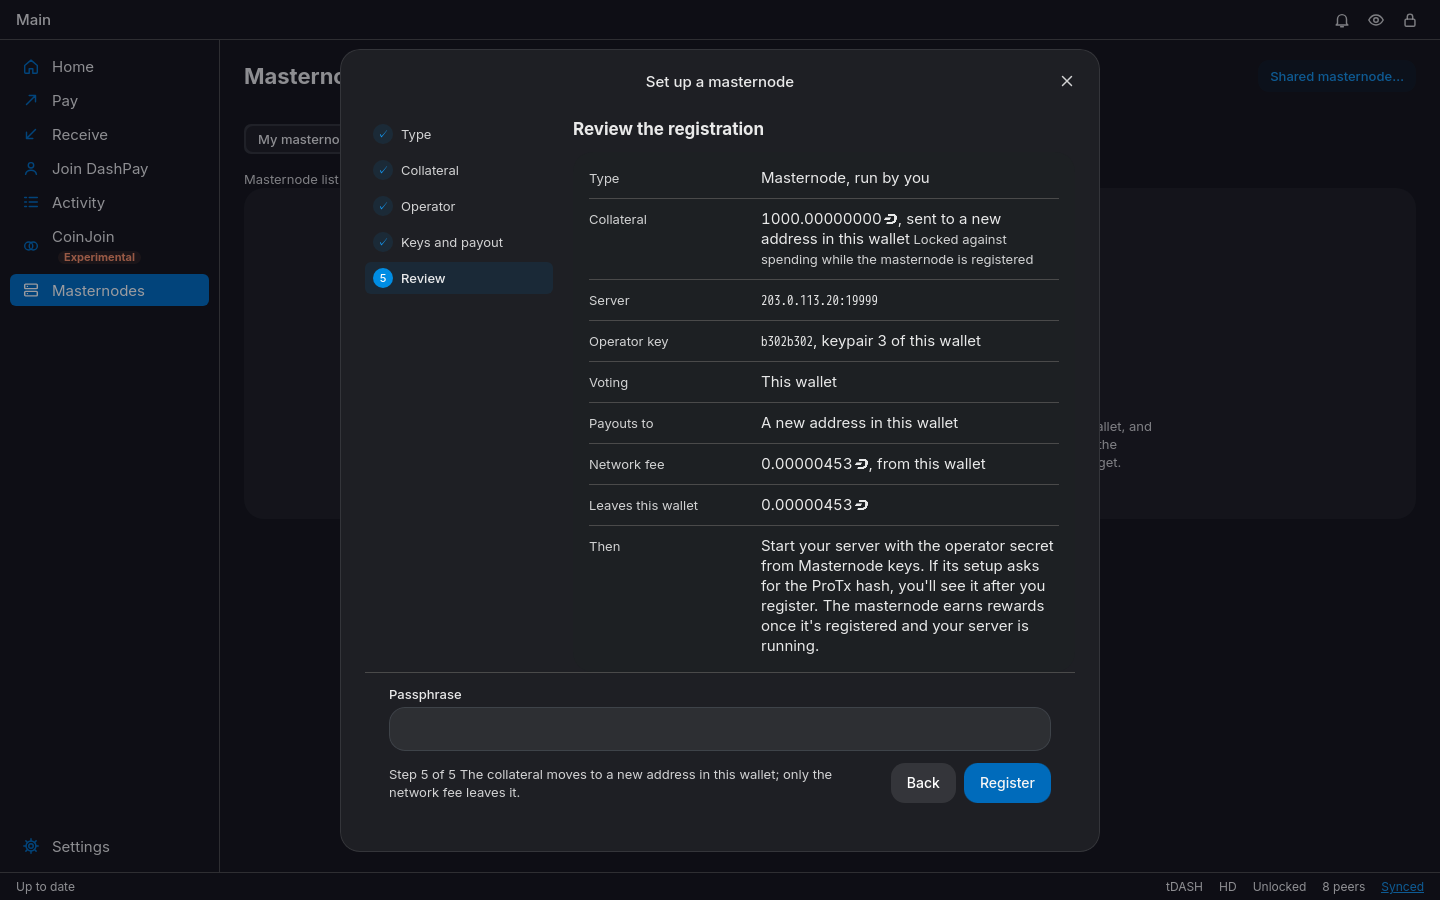 Main
Home
Pay
Receive
Join DashPay
Activity
CoinJoin
Experimental
Masternodes
Settings
Shared masternode...
My masterno
Masternode list
allet, and
the
get.
Set up a masternode
✓ Type
✓ Collateral
✓ Operator
✓ Keys and payout
5 Review
Review the registration
Type Masternode, run by you
Collateral 1000.00000000, sent to a new
address in this wallet Locked against
spending while the masternode is registered
Server 203.0.113.20:19999
Operator key b302b302, keypair 3 of this wallet
Voting This wallet
Payouts to A new address in this wallet
Network fee 0.00000453, from this wallet
Leaves this wallet 0.00000453
Then Start your server with the operator secret
from Masternode keys. If its setup asks
for the ProTx hash, you'll see it after you
register. The masternode earns rewards
once it's registered and your server is
running.
Passphrase
Step 5 of 5 The collateral moves to a new address in this wallet; only the
network fee leaves it.
Back Register
Up to date tDASH HD Unlocked 8 peers Synced